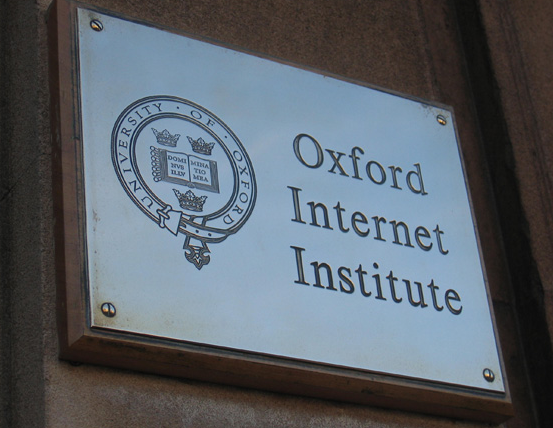 UNIVERSITY · OF · OXFORD
DOMI MINA
NVS TIO
ILLV MEA
Oxford
Internet
Institute